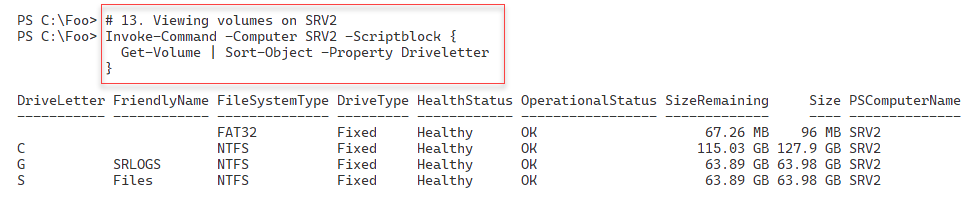 PS C:\Foo> # 13. Viewing volumes on SRV2
PS C:\Foo> Invoke-Command -Computer SRV2 -Scriptblock {
  Get-Volume | Sort-Object -Property Driveletter
}
DriveLetter FriendlyName FileSystemType DriveType HealthStatus OperationalStatus SizeRemaining     Size PSComputerName
----------- ------------ -------------- --------- ------------ ----------------- -------------     ---- --------------
                         FAT32          Fixed     Healthy      OK                     67.26 MB    96 MB SRV2
C                        NTFS           Fixed     Healthy      OK                    115.03 GB 127.9 GB SRV2
G           SRLOGS       NTFS           Fixed     Healthy      OK                     63.89 GB 63.98 GB SRV2
S           Files        NTFS           Fixed     Healthy      OK                     63.89 GB 63.98 GB SRV2